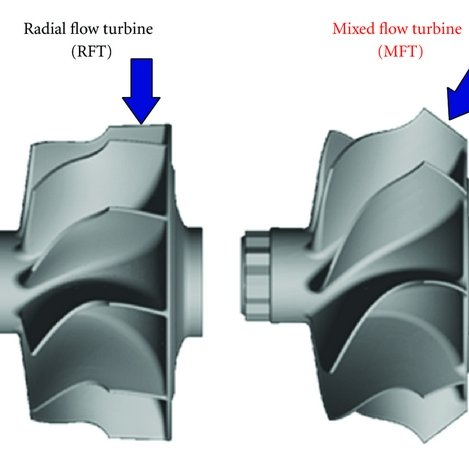 Radial flow turbine
(RFT)
Mixed flow turbine
(MFT)